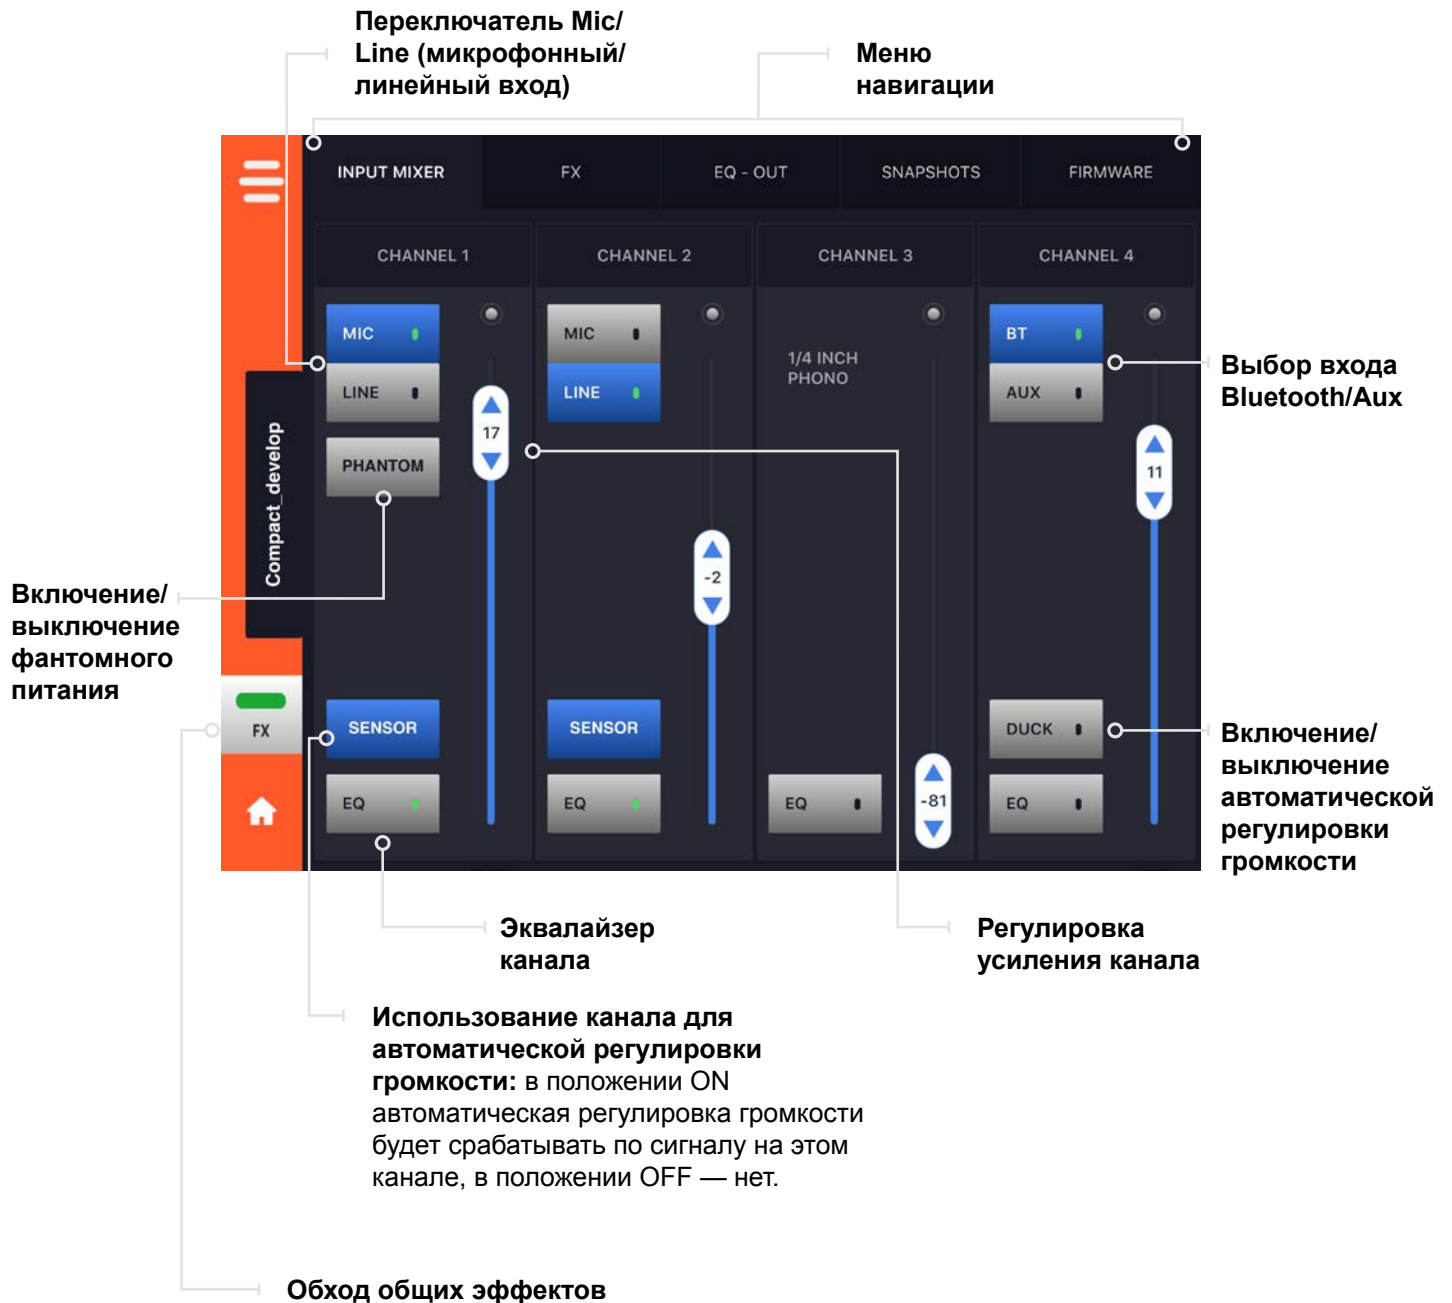 Переключатель Mic/
Line (микрофонный/
линейный вход)
Меню
навигации
INPUT MIXER
FX
EQ - OUT
SNAPSHOTS
FIRMWARE
CHANNEL 1
CHANNEL 2
CHANNEL 3
CHANNEL 4
MIC
LINE
PHANTOM
17
SENSOR
EQ
MIC
LINE
-2
SENSOR
EQ
1/4 INCH
PHONO
-81
EQ
BT
AUX
11
DUCK
EQ
Compact_develop
FX
Выбор входа
Bluetooth/Aux
Включение/
выключение
фантомного
питания
Включение/
выключение
автоматической
регулировки
громкости
Эквалайзер
канала
Регулировка
усиления канала
Использование канала для
автоматической регулировки
громкости: в положении ON
автоматическая регулировка громкости
будет срабатывать по сигналу на этом
канале, в положении OFF — нет.
Обход общих эффектов